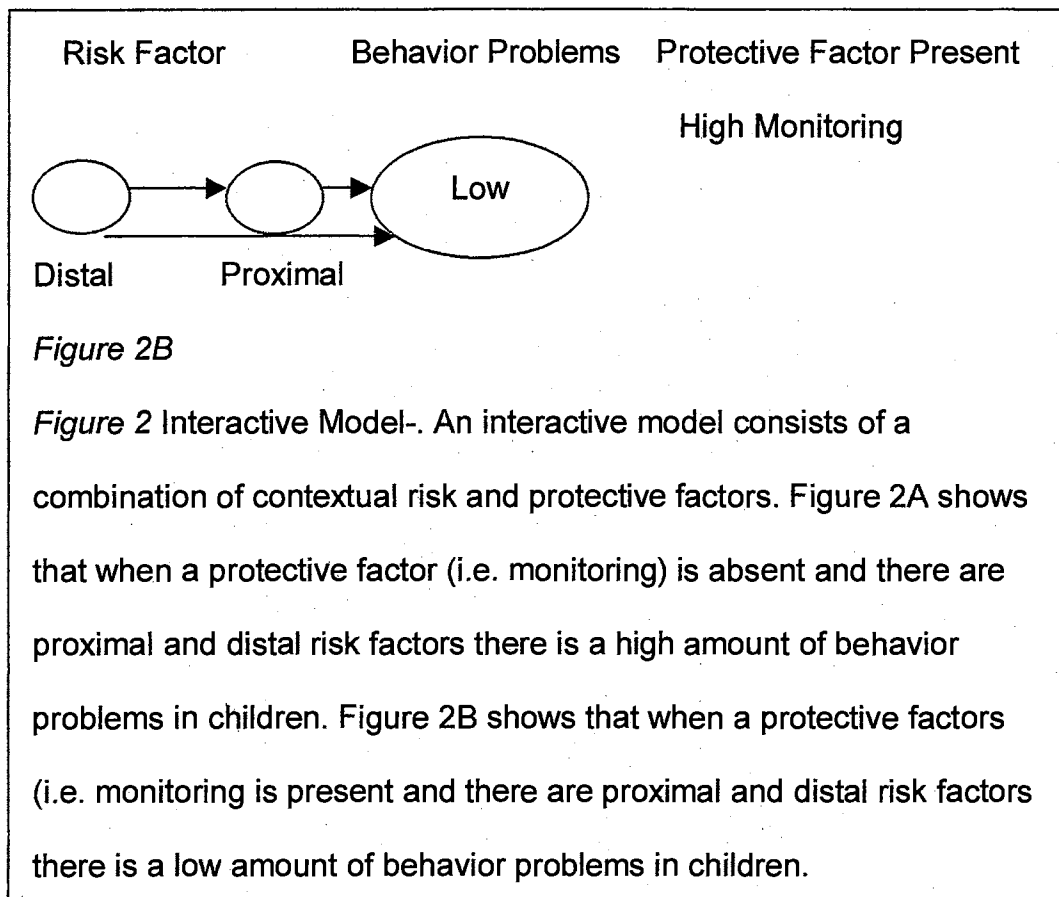 Risk Factor Behavior Problems Protective Factor Present
High Monitoring
Low
Distal Proximal
Figure 2B
Figure 2 Interactive Model-. An interactive model consists of a
combination of contextual risk and protective factors. Figure 2A shows
that when a protective factor (i.e. monitoring) is absent and there are
proximal and distal risk factors there is a high amount of behavior
problems in children. Figure 2B shows that when a protective factors
(i.e. monitoring is present and there are proximal and distal risk factors
there is a low amount of behavior problems in children.